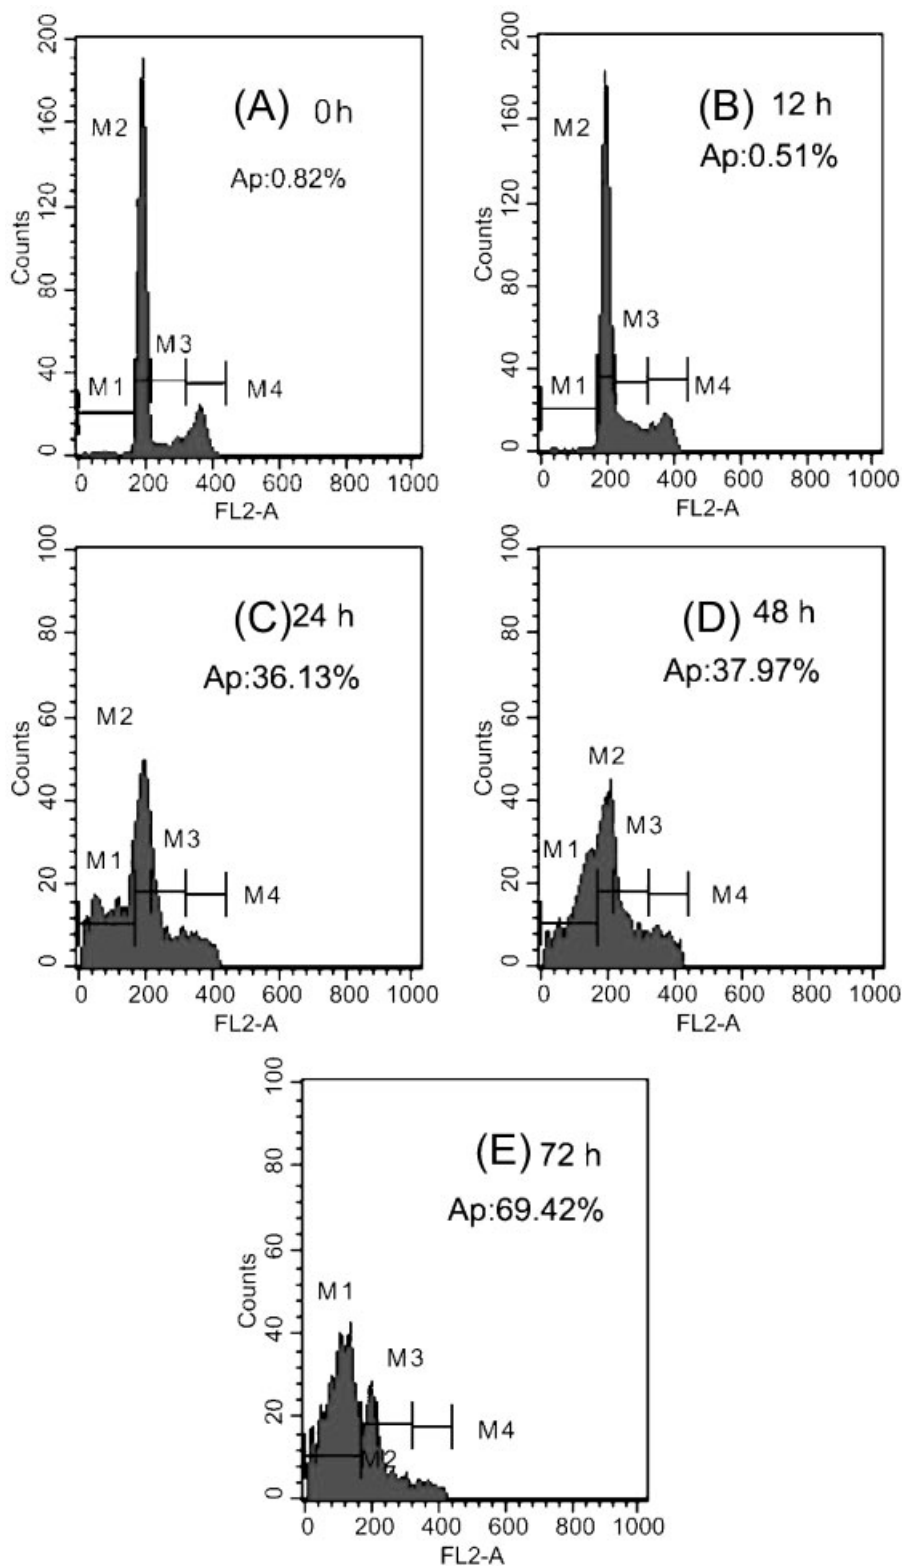 (A) 0 h
Ap:0.82%
M1
M2
M3
M4
Counts
0 40 80 120 160 200
0 200 400 600 800 1000
FL2-A
(B) 12 h
Ap:0.51%
M1
M2
M3
M4
Counts
0 40 80 120 160 200
0 200 400 600 800 1000
FL2-A
(C) 24 h
Ap:36.13%
M1
M2
M3
M4
Counts
0 20 40 60 80 100
0 200 400 600 800 1000
FL2-A
(D) 48 h
Ap:37.97%
M1
M2
M3
M4
Counts
0 20 40 60 80 100
0 200 400 600 800 1000
FL2-A
(E) 72 h
Ap:69.42%
M1
M2
M3
M4
Counts
0 20 40 60 80 100
0 200 400 600 800 1000
FL2-A